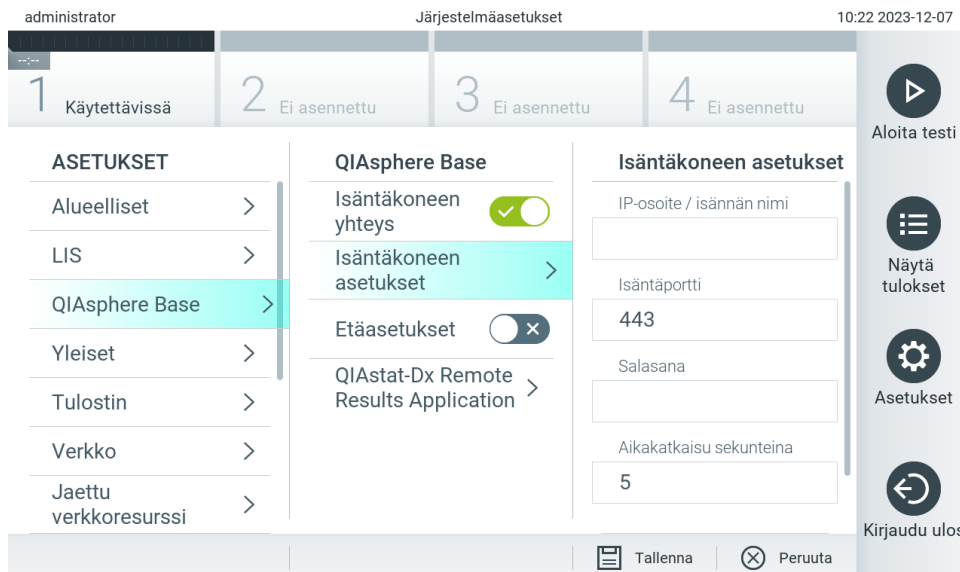 administrator
Järjestelmäasetukset
10:22 2023-12-07
--:--
1 Käytettävissä
2 Ei asennettu
3 Ei asennettu
4 Ei asennettu
ASETUKSET
Alueelliset
LIS
QIAsphere Base
Yleiset
Tulostin
Verkko
Jaettu
verkkoresurssi
QIAsphere Base
Isäntäkoneen
yhteys
Isäntäkoneen
asetukset
Etäasetukset
QIAstat-Dx Remote
Results Application
Isäntäkoneen asetukset
IP-osoite / isännän nimi
Isäntäportti
443
Salasana
Aikakatkaisu sekunteina
5
Aloita testi
Näytä
tulokset
Asetukset
Kirjaudu ulos
Tallenna
Peruuta